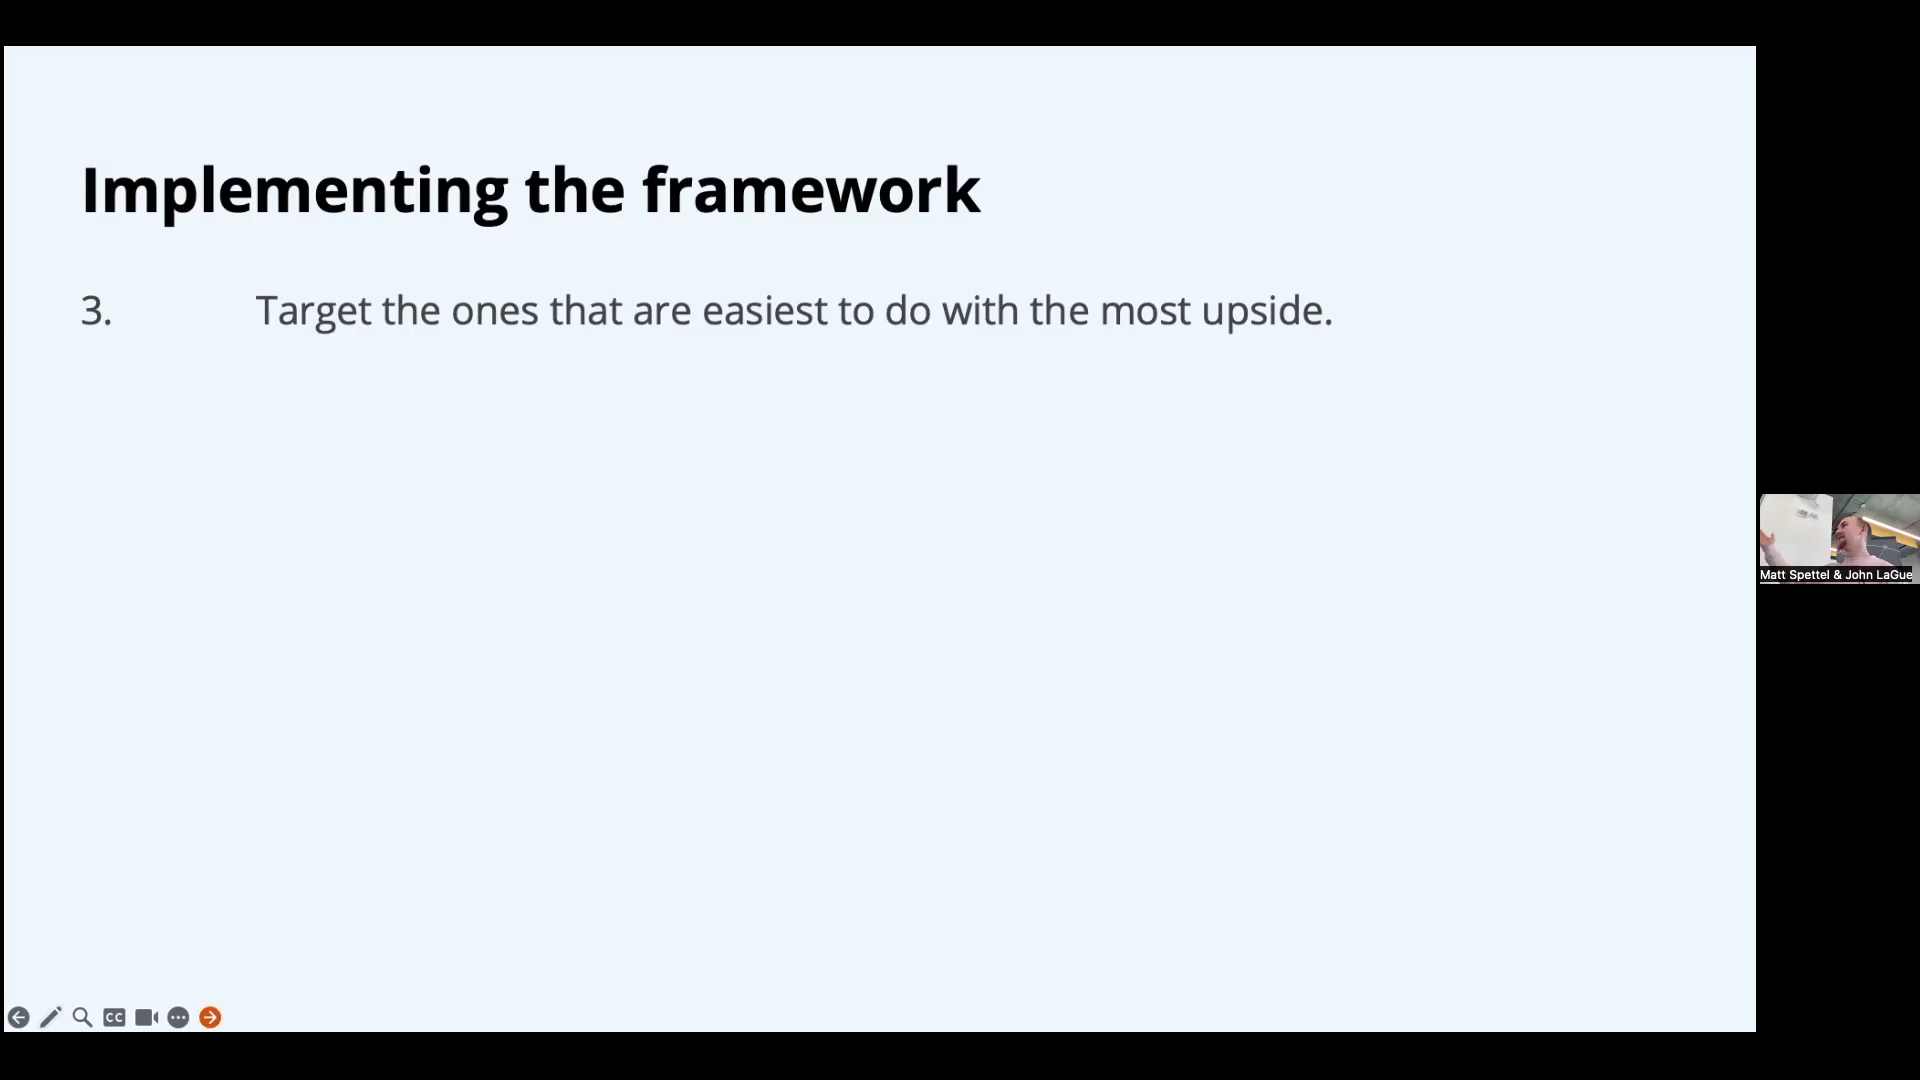 Implementing the framework
3. Target the ones that are easiest to do with the most upside.
Matt Spettel & John LaGue
CC